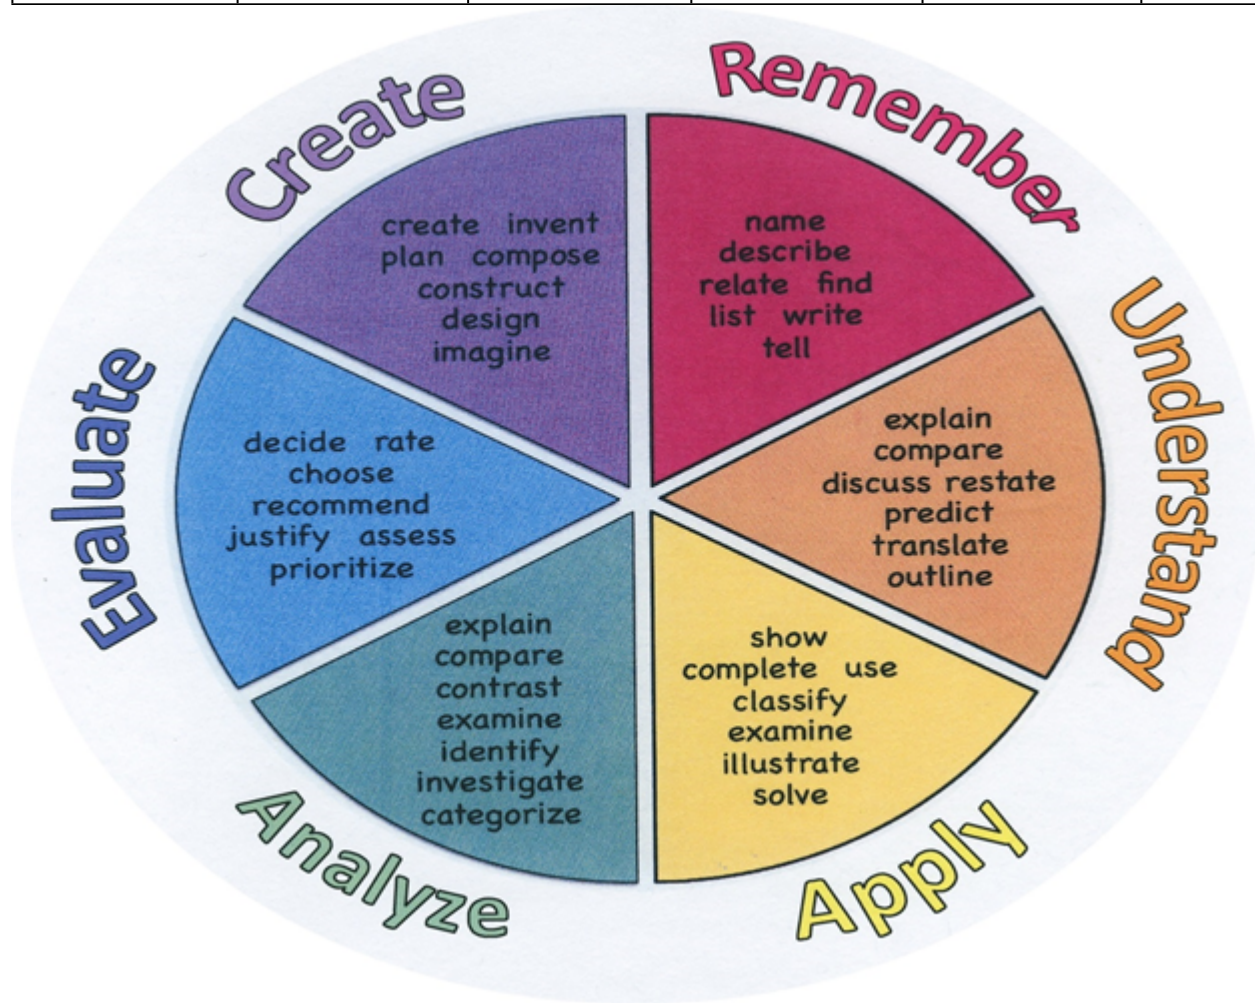 Remember
name
describe
relate find
list write
tell
Understand
explain
compare
discuss restate
predict
translate
outline
Apply
show
complete use
classify
examine
illustrate
solve
Analyze
explain
compare
contrast
examine
identify
investigate
categorize
Evaluate
decide rate
choose
recommend
justify assess
prioritize
Create
create invent
plan compose
construct
design
imagine